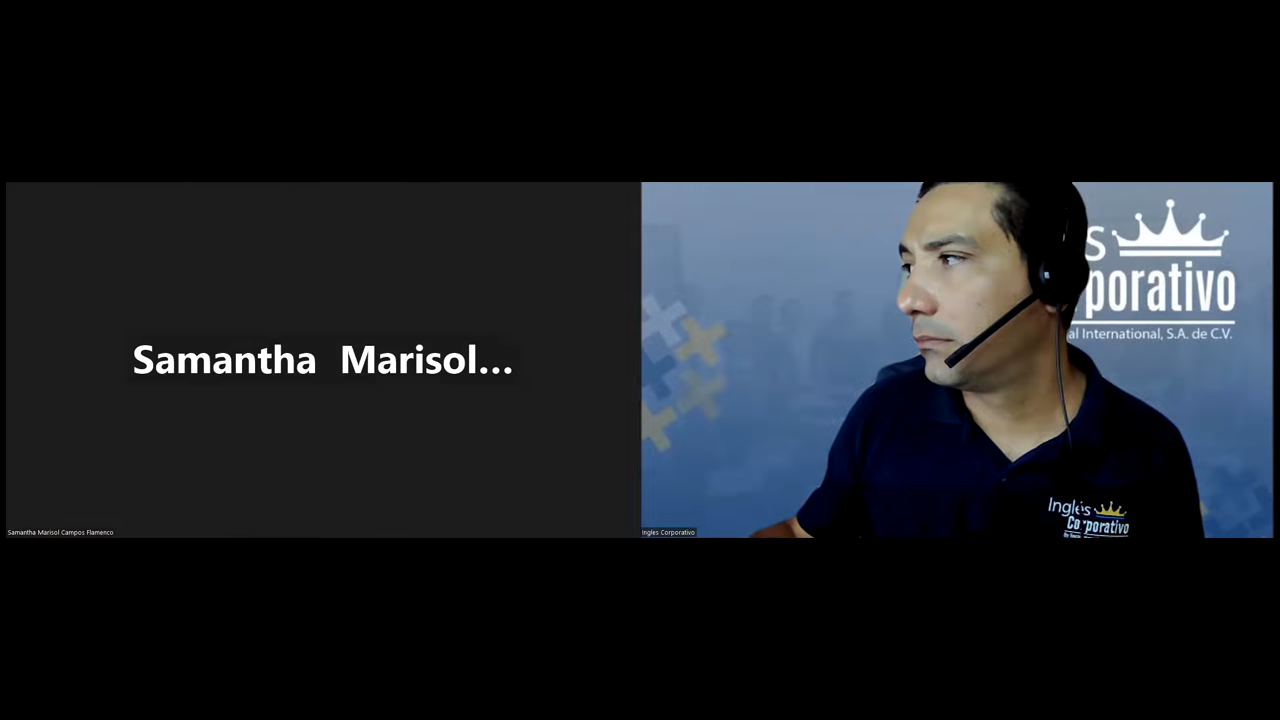 Samantha Marisol...
Samantha Marisol Campos Flamenco
s
porativo
al International, S.A. de C.V.
Inglés
Corporativo
Ingles Corporativo